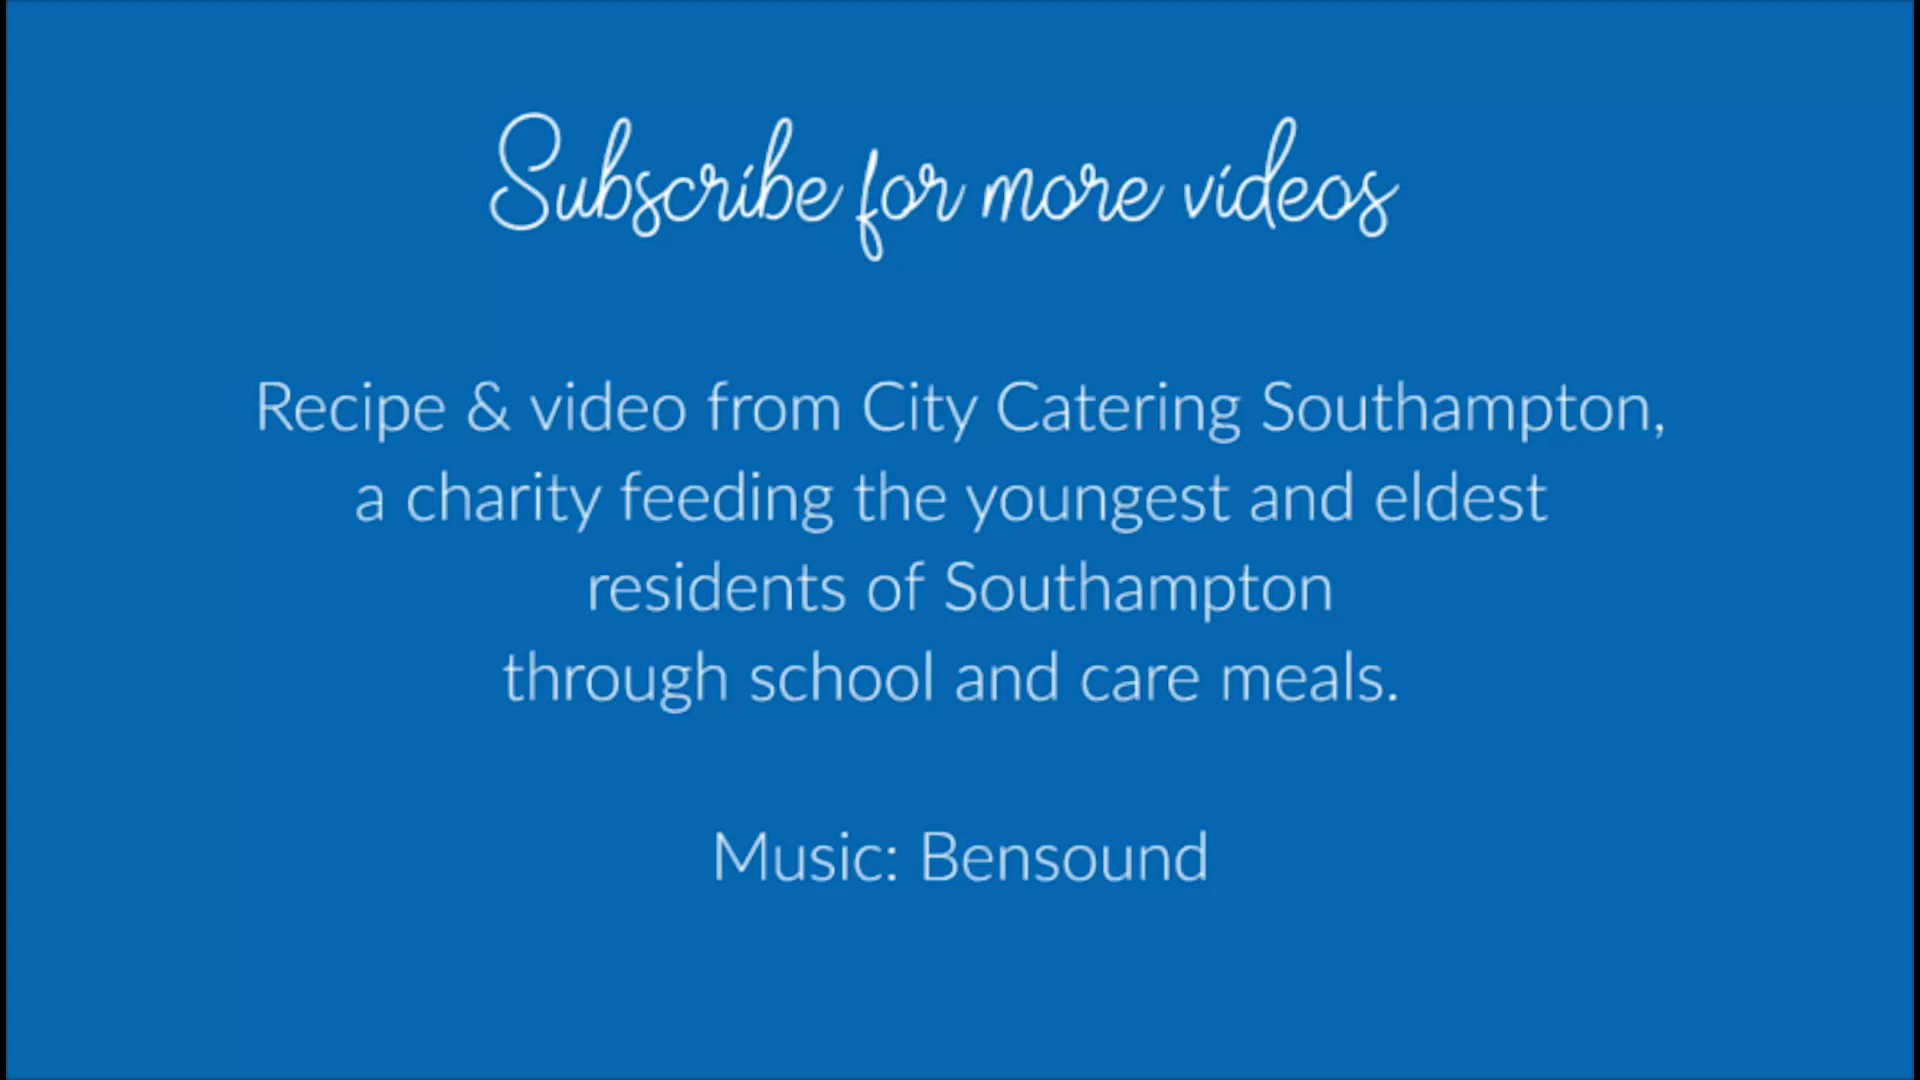 Subscribe for more videos
Recipe & video from City Catering Southampton,
a charity feeding the youngest and eldest
residents of Southampton
through school and care meals.
Music: Bensound